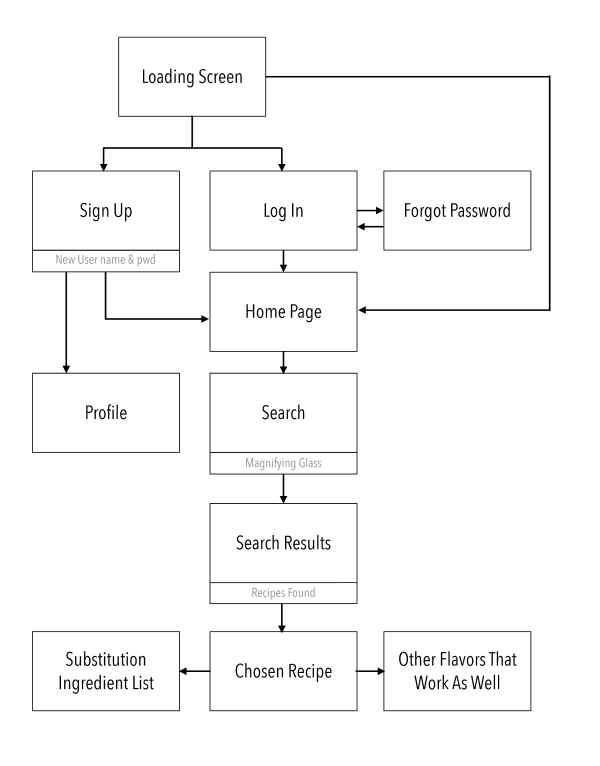 Loading Screen
Sign Up
New User name & pwd
Log In
Forgot Password
Home Page
Profile
Search
Magnifying Glass
Search Results
Recipes Found
Substitution
Ingredient List
Chosen Recipe
Other Flavors That
Work As Well